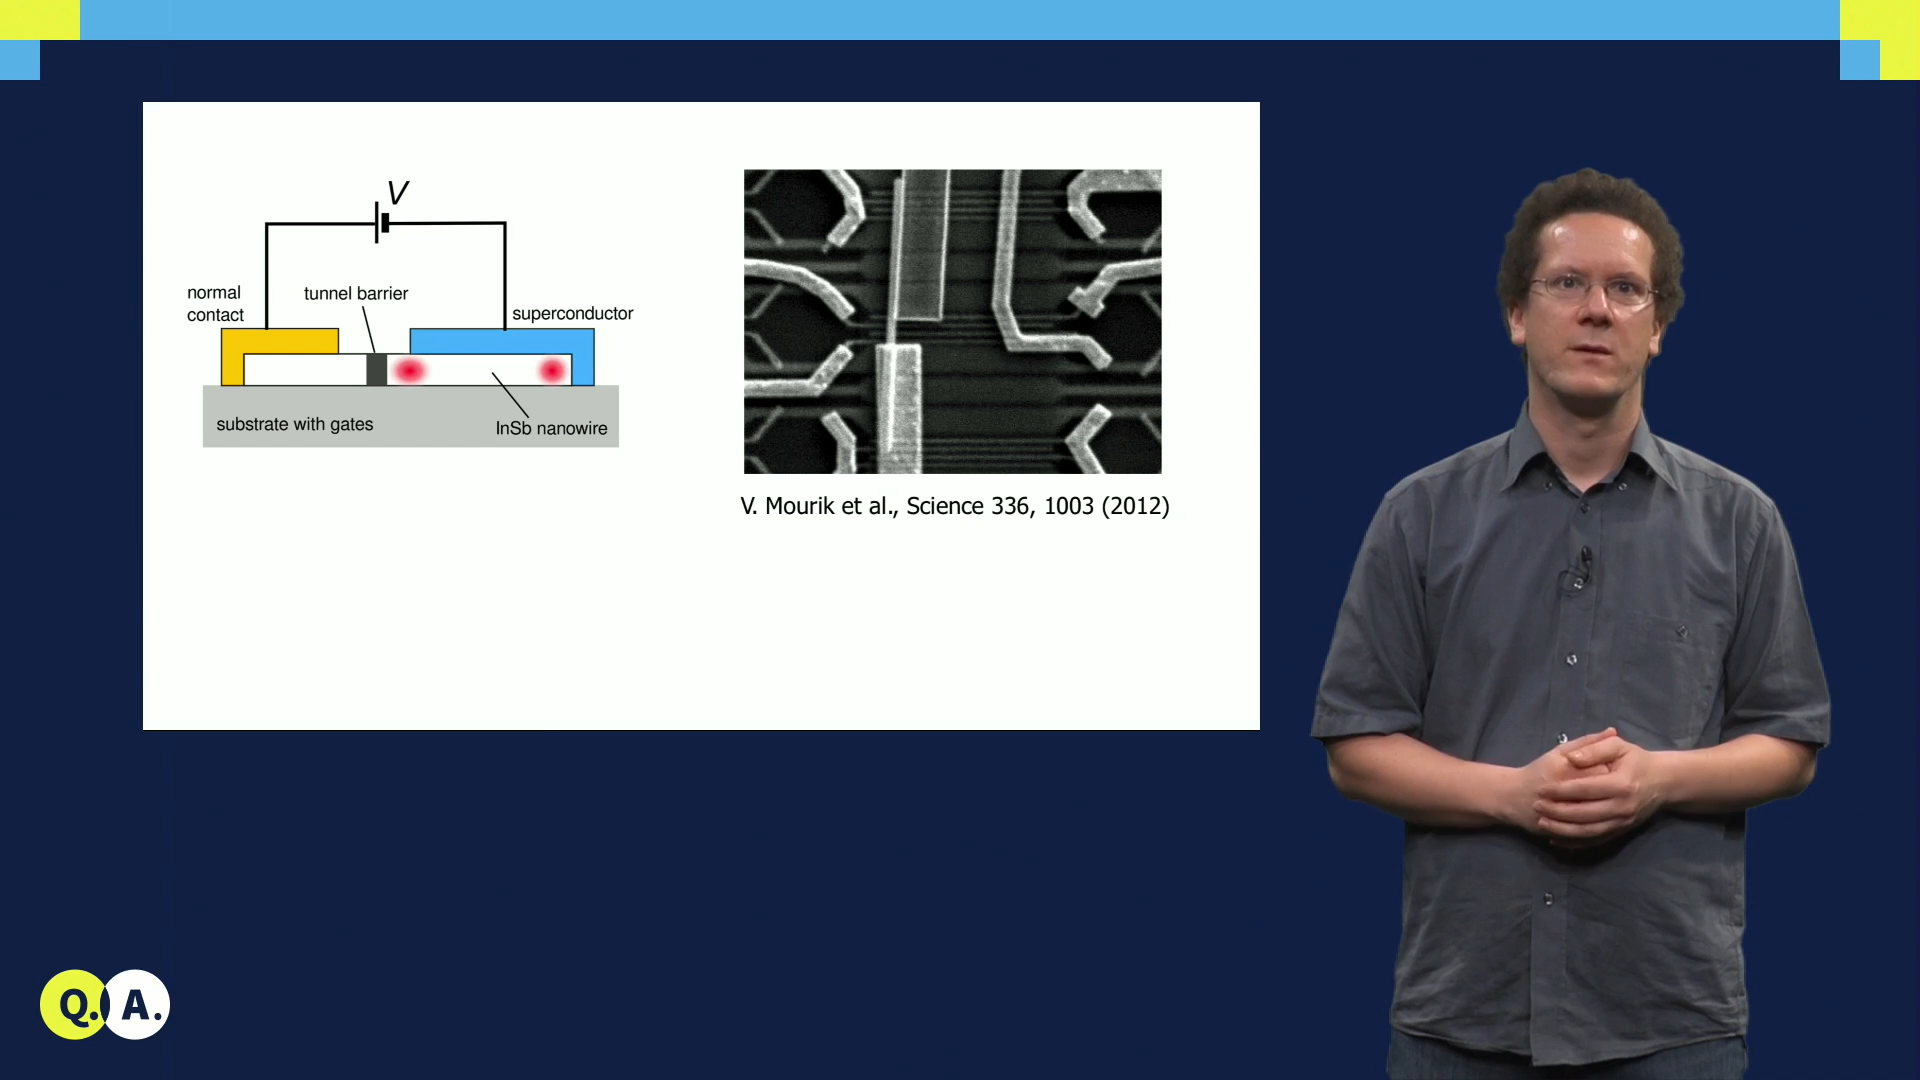 V
normal
contact
tunnel barrier
superconductor
substrate with gates
InSb nanowire
V. Mourik et al., Science 336, 1003 (2012)
Q. A.